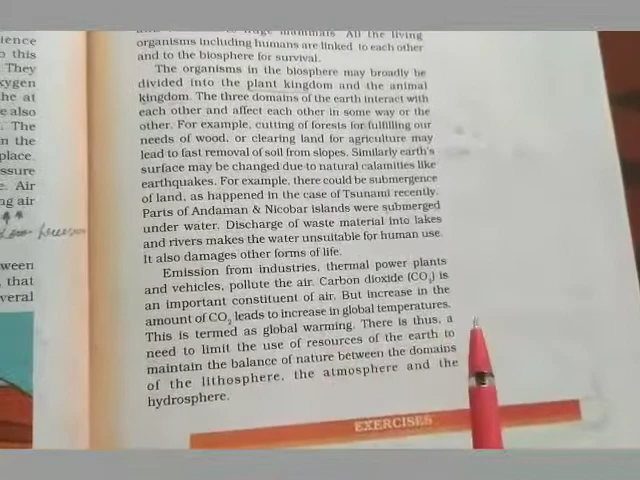 ience
o this
They
xygen
he at
e also
The
n the
place.
ssure
e. Air
ng air
Low
ween
, that
veral
huge mammals. All the living
organisms including humans are linked to each other
and to the biosphere for survival.
The organisms in the biosphere may broadly be
divided into the plant kingdom and the animal
kingdom. The three domains of the earth interact with
each other and affect each other in some way or the
other. For example, cutting of forests for fulfilling our
needs of wood, or clearing land for agriculture may
lead to fast removal of soil from slopes. Similarly earth's
surface may be changed due to natural calamities like
earthquakes. For example, there could be submergence
of land, as happened in the case of Tsunami recently.
Parts of Andaman & Nicobar islands were submerged
under water. Discharge of waste material into lakes
and rivers makes the water unsuitable for human use.
It also damages other forms of life.
Emission from industries, thermal power plants
and vehicles, pollute the air. Carbon dioxide (CO₂) is
an important constituent of air. But increase in the
amount of CO₂ leads to increase in global temperatures.
This is termed as global warming. There is thus, a
need to limit the use of resources of the earth to
maintain the balance of nature between the domains
of the lithosphere, the atmosphere and the
hydrosphere.
EXERCISES